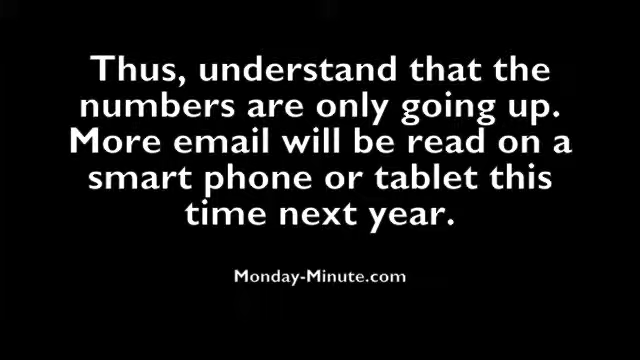 Thus, understand that the
numbers are only going up.
More email will be read on a
smart phone or tablet this
time next year.
Monday-Minute.com